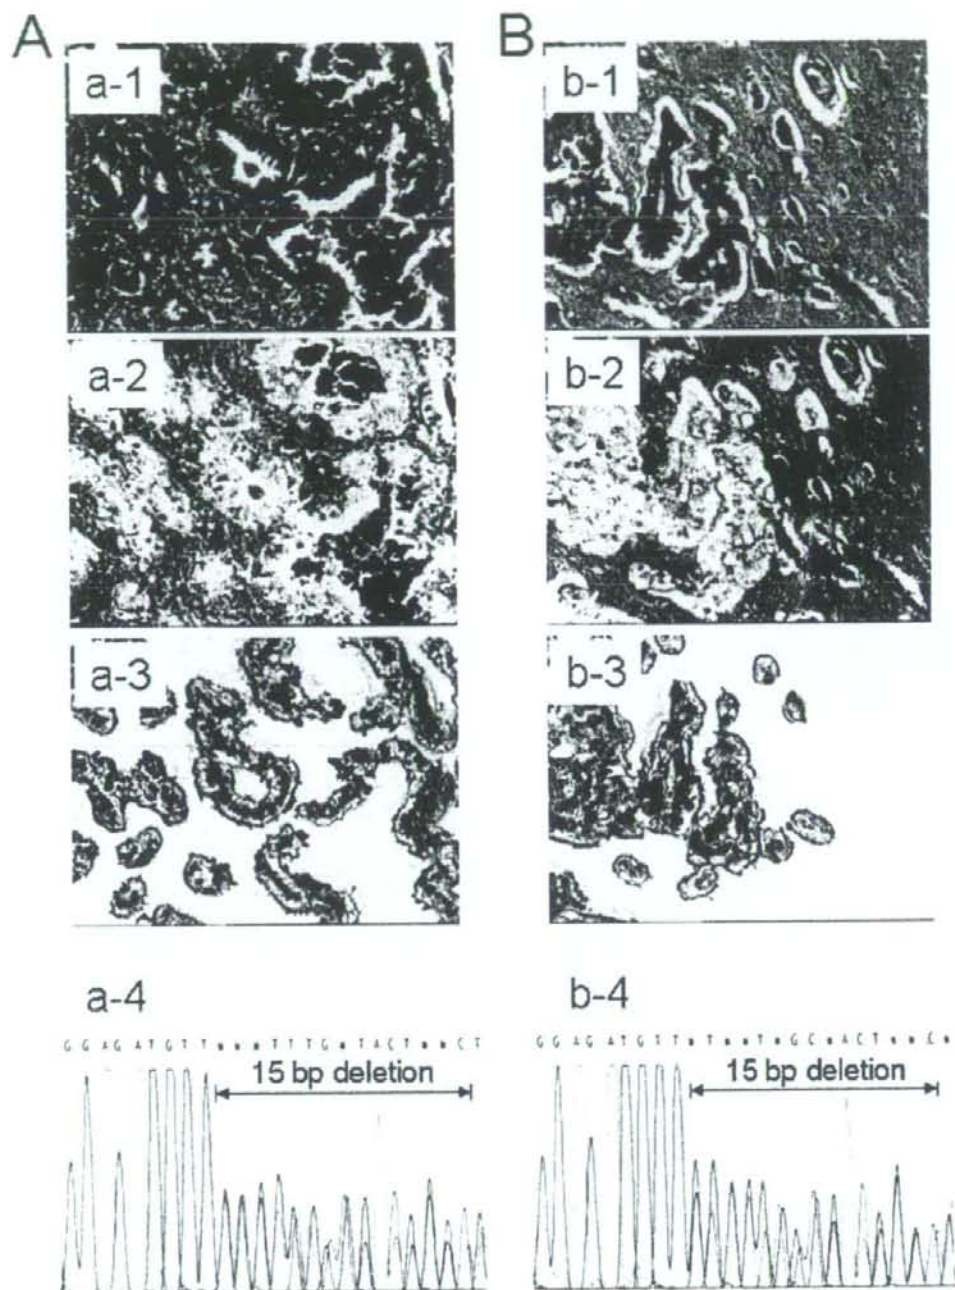 A
B
a-1
b-1
a-2
b-2
a-3
b-3
a-4
b-4
G G A G A T G T T
G G A G A T G T T
15 bp deletion
15 bp deletion